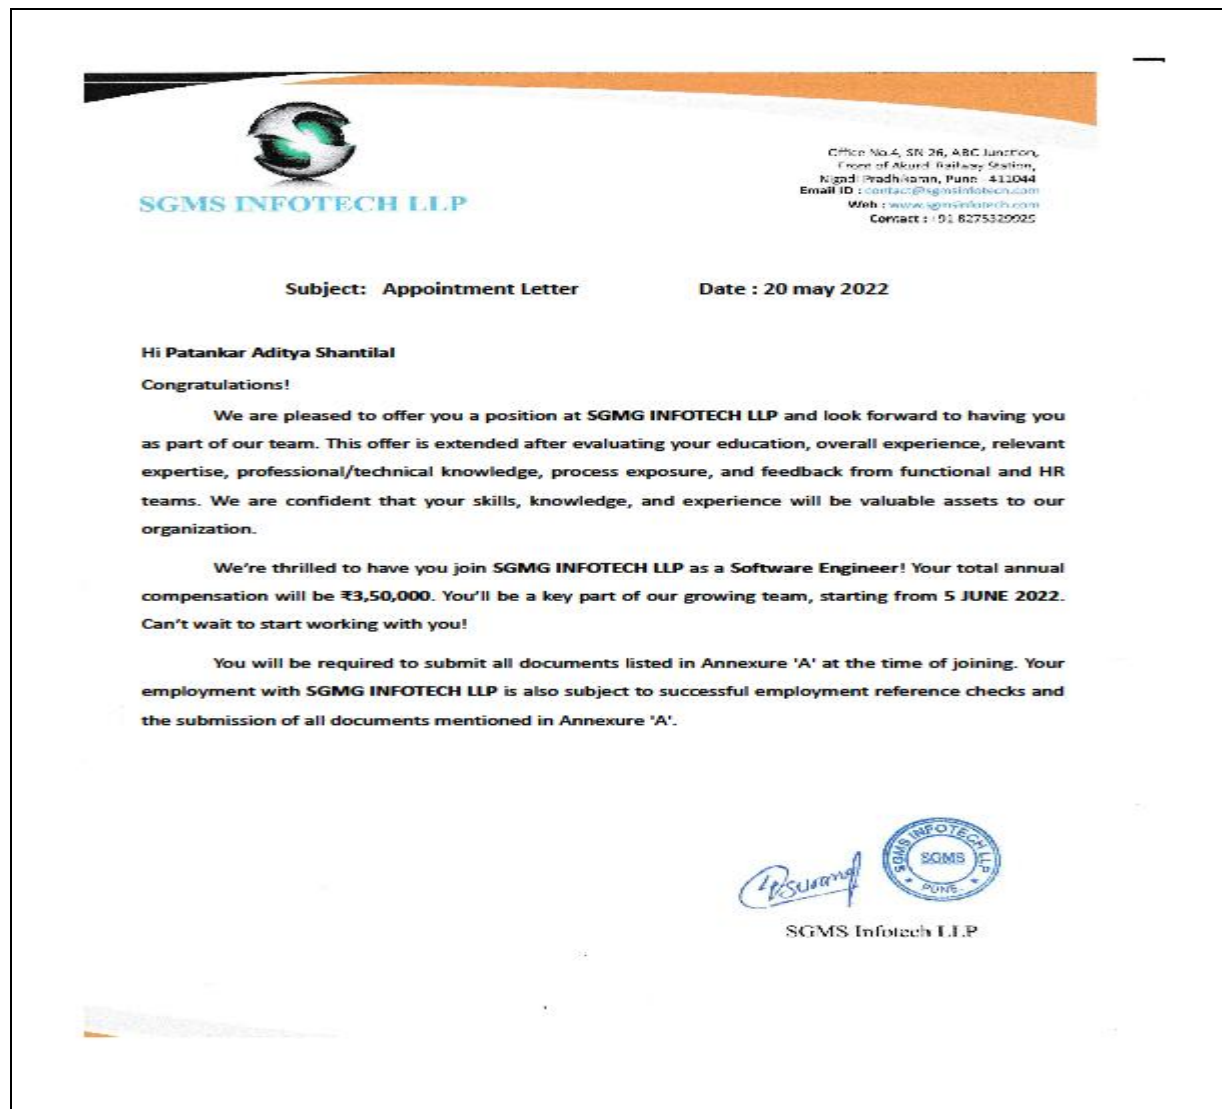 SGMS INFOTECH LLP
Office No.4, SN 26, ABC Junction,
Front of Akurdi Railway Station,
Nigadi Pradhikaran, Pune - 411044
Email ID : contact@sgmsinfotech.com
Web : www.sgmsinfotech.com
Contact : +91 8275329925
Subject: Appointment Letter Date : 20 may 2022
Hi Patankar Aditya Shantilal
Congratulations!
We are pleased to offer you a position at SGMG INFOTECH LLP and look forward to having you
as part of our team. This offer is extended after evaluating your education, overall experience, relevant
expertise, professional/technical knowledge, process exposure, and feedback from functional and HR
teams. We are confident that your skills, knowledge, and experience will be valuable assets to our
organization.
We're thrilled to have you join SGMG INFOTECH LLP as a Software Engineer! Your total annual
compensation will be ₹3,50,000. You'll be a key part of our growing team, starting from 5 JUNE 2022.
Can't wait to start working with you!
You will be required to submit all documents listed in Annexure 'A' at the time of joining. Your
employment with SGMG INFOTECH LLP is also subject to successful employment reference checks and
the submission of all documents mentioned in Annexure 'A'.
SGMS INFOTECH LLP
SGMS
PUNE
SGMS Infotech LLP